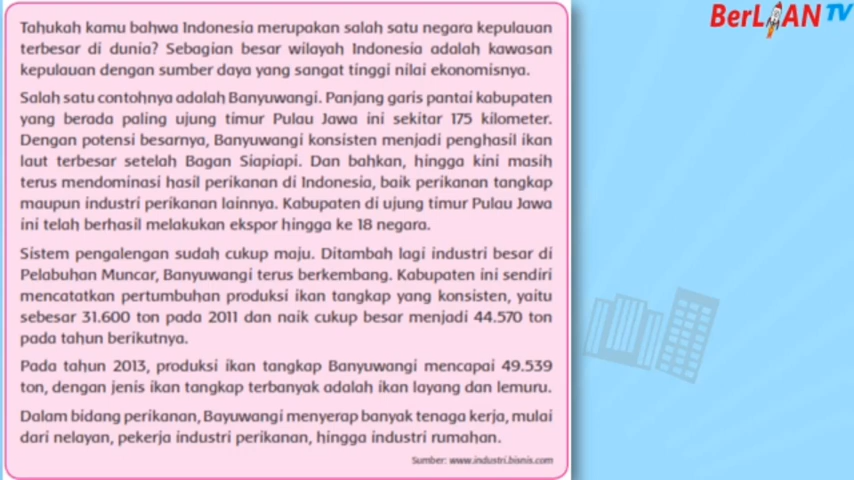 BerLIAN TV
Tahukah kamu bahwa Indonesia merupakan salah satu negara kepulauan
terbesar di dunia? Sebagian besar wilayah Indonesia adalah kawasan
kepulauan dengan sumber daya yang sangat tinggi nilai ekonomisnya.
Salah satu contohnya adalah Banyuwangi. Panjang garis pantai kabupaten
yang berada paling ujung timur Pulau Jawa ini sekitar 175 kilometer.
Dengan potensi besarnya, Banyuwangi konsisten menjadi penghasil ikan
laut terbesar setelah Bagan Siapiapi. Dan bahkan, hingga kini masih
terus mendominasi hasil perikanan di Indonesia, baik perikanan tangkap
maupun industri perikanan lainnya. Kabupaten di ujung timur Pulau Jawa
ini telah berhasil melakukan ekspor hingga ke 18 negara.
Sistem pengalengan sudah cukup maju. Ditambah lagi industri besar di
Pelabuhan Muncar, Banyuwangi terus berkembang. Kabupaten ini sendiri
mencatatkan pertumbuhan produksi ikan tangkap yang konsisten, yaitu
sebesar 31.600 ton pada 2011 dan naik cukup besar menjadi 44.570 ton
pada tahun berikutnya.
Pada tahun 2013, produksi ikan tangkap Banyuwangi mencapai 49.539
ton, dengan jenis ikan tangkap terbanyak adalah ikan layang dan lemuru.
Dalam bidang perikanan, Bayuwangi menyerap banyak tenaga kerja, mulai
dari nelayan, pekerja industri perikanan, hingga industri rumahan.
Sumber: www.industri.bisnis.com